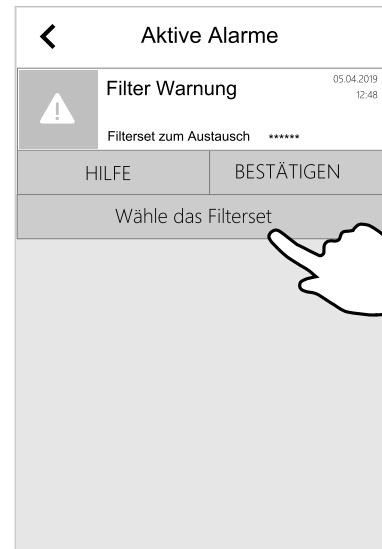 Aktive Alarme
Filter Warnung
05.04.2019
12:48
Filterset zum Austausch ******
HILFE
BESTÄTIGEN
Wähle das Filterset